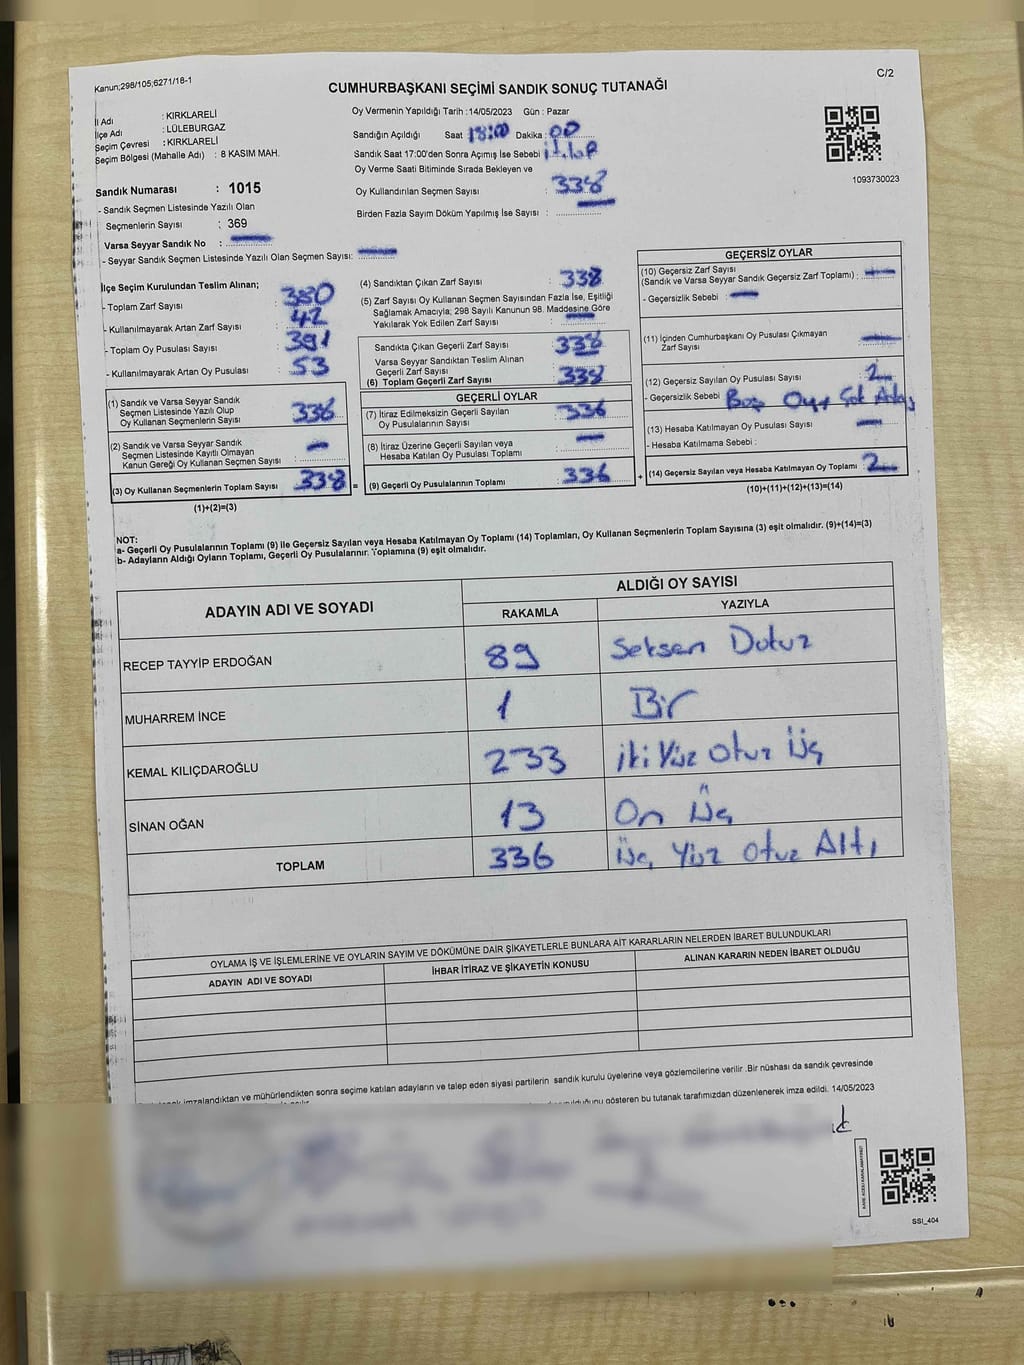 Kanun;298/105;6271/18-1
C/2
CUMHURBAŞKANI SEÇİMİ SANDIK SONUÇ TUTANAĞI
İl Adı : KIRKLARELİ
İlçe Adı : LÜLEBURGAZ
Seçim Çevresi : KIRKLARELİ
Seçim Bölgesi (Mahalle Adı) : 8 KASIM MAH.
Sandık Numarası : 1015
- Sandık Seçmen Listesinde Yazılı Olan
Seçmenlerin Sayısı : 369
Varsa Seyyar Sandık No :
- Seyyar Sandık Seçmen Listesinde Yazılı Olan Seçmen Sayısı:
Oy Vermenin Yapıldığı Tarih :14/05/2023 Gün : Pazar
Sandığın Açıldığı Saat :18:00 Dakika : 00
Sandık Saat 17:00'den Sonra Açımış İse Sebebi
Oy Verme Saati Bitiminde Sırada Bekleyen ve
Oy Kullandırılan Seçmen Sayısı : 338
Birden Fazla Sayım Döküm Yapılmış İse Sayısı :
1093730023
İlçe Seçim Kurulundan Teslim Alınan;
- Toplam Zarf Sayısı : 380
- Kullanılmayarak Artan Zarf Sayısı : 42
- Toplam Oy Pusulası Sayısı : 391
- Kullanılmayarak Artan Oy Pusulası : 53
(1) Sandık ve Varsa Seyyar Sandık
Seçmen Listesinde Yazılı Olup
Oy Kullanan Seçmenlerin Sayısı : 338
(2) Sandık ve Varsa Seyyar Sandık
Seçmen Listesinde Kayıtlı Olmayan
Kanun Gereği Oy Kullanan Seçmen Sayısı :
(3) Oy Kullanan Seçmenlerin Toplam Sayısı 338 =
(1)+(2)=(3)
(4) Sandıktan Çıkan Zarf Sayısı : 338
(5) Zarf Sayısı Oy Kullanan Seçmen Sayısından Fazla İse, Eşitliği
Sağlamak Amacıyla; 298 Sayılı Kanunun 98. Maddesine Göre
Yakılarak Yok Edilen Zarf Sayısı :
Sandıkta Çıkan Geçerli Zarf Sayısı : 338
Varsa Seyyar Sandıktan Teslim Alınan
Geçerli Zarf Sayısı :
(6) Toplam Geçerli Zarf Sayısı : 338
GEÇERLİ OYLAR
(7) İtiraz Edilmeksizin Geçerli Sayılan
Oy Pusulalarının Sayısı : 336
(8) İtiraz Üzerine Geçerli Sayılan veya
Hesaba Katılan Oy Pusulası Toplamı :
(9) Geçerli Oy Pusulalarının Toplamı : 336 +
GEÇERSİZ OYLAR
(10) Geçersiz Zarf Sayısı
(Sandık ve Varsa Seyyar Sandık Geçersiz Zarf Toplamı) :
- Geçersizlik Sebebi :
(11) İçinden Cumhurbaşkanı Oy Pusulası Çıkmayan
Zarf Sayısı :
(12) Geçersiz Sayılan Oy Pusulası Sayısı : 2
- Geçersizlik Sebebi : Boş Oy
(13) Hesaba Katılmayan Oy Pusulası Sayısı :
- Hesaba Katılmama Sebebi :
(14) Geçersiz Sayılan veya Hesaba Katılmayan Oy Toplamı : 2
(10)+(11)+(12)+(13)=(14)
NOT:
a- Geçerli Oy Pusulalarının Toplamı (9) ile Geçersiz Sayılan veya Hesaba Katılmayan Oy Toplamı (14) Toplamları, Oy Kullanan Seçmenlerin Toplam Sayısına (3) eşit olmalıdır. (9)+(14)=(3)
b- Adayların Aldığı Oyların Toplamı, Geçerli Oy Pusulalarının Toplamına (9) eşit olmalıdır.
ADAYIN ADI VE SOYADI ALDIĞI OY SAYISI
RAKAMLA YAZIYLA
RECEP TAYYİP ERDOĞAN 89 Seksen Dokuz
MUHARREM İNCE 1 Bir
KEMAL KILIÇDAROĞLU 233 İki Yüz Otuz Üç
SİNAN OĞAN 13 On Üç
TOPLAM 336 Üç Yüz Otuz Altı
OYLAMA İŞ VE İŞLEMLERİNE VE OYLARIN SAYIM VE DÖKÜMÜNE DAİR ŞİKAYETLERLE BUNLARA AİT KARARLARIN NELERDEN İBARET BULUNDUKLARI
ADAYIN ADI VE SOYADI İHBAR İTİRAZ VE ŞİKAYETİN KONUSU ALINAN KARARIN NEDEN İBARET OLDUĞU
imzalandıktan ve mühürlendikten sonra seçime katılan adayların ve talep eden siyasi partilerin sandık kurulu üyelerine veya gözlemcilerine verilir .Bir nüshası da sandık çevresinde
gösteren bu tutanak tarafımızdan düzenlenerek imza edildi. 14/05/2023
SSI_404